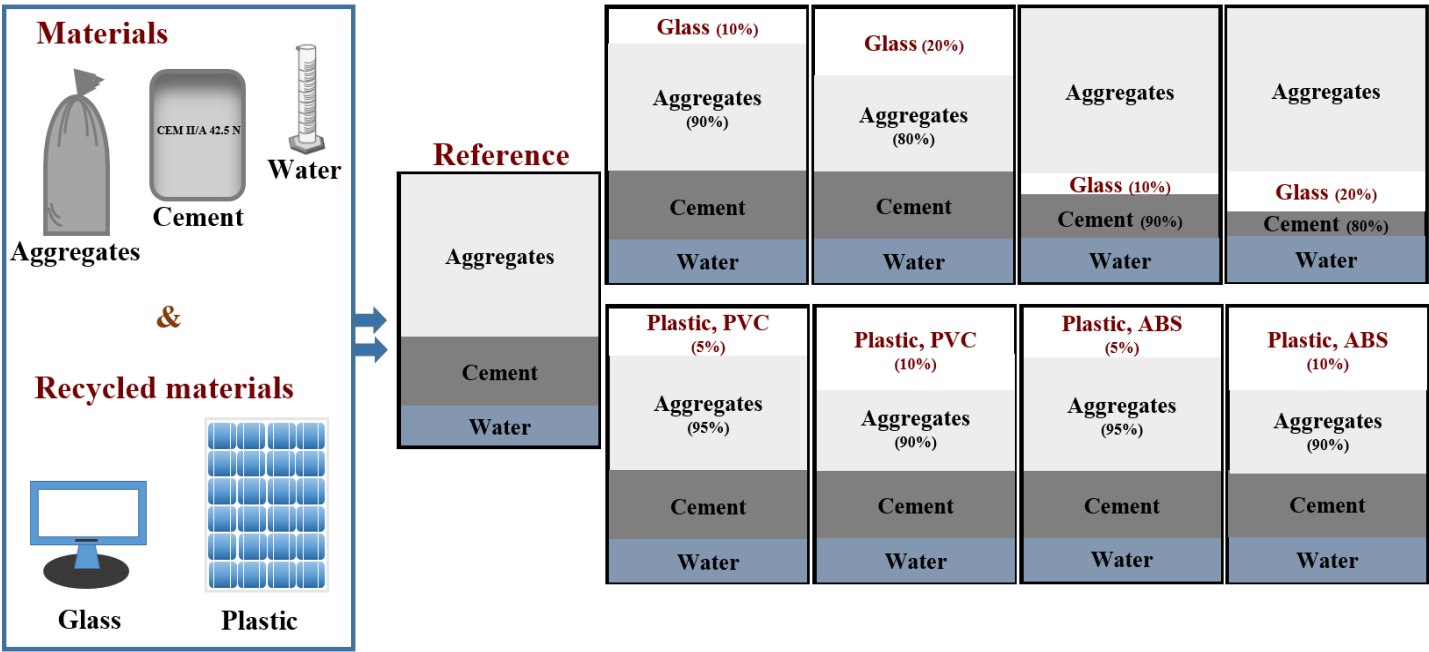 Materials
CEM II/A 42.5 N
Water
Cement
Aggregates
&
Recycled materials
Glass
Plastic
Reference
Aggregates
Cement
Water
Glass (10%)
Aggregates
(90%)
Cement
Water
Glass (20%)
Aggregates
(80%)
Cement
Water
Aggregates
Glass (10%)
Cement (90%)
Water
Aggregates
Glass (20%)
Cement (80%)
Water
Plastic, PVC
(5%)
Aggregates
(95%)
Cement
Water
Plastic, PVC
(10%)
Aggregates
(90%)
Cement
Water
Plastic, ABS
(5%)
Aggregates
(95%)
Cement
Water
Plastic, ABS
(10%)
Aggregates
(90%)
Cement
Water